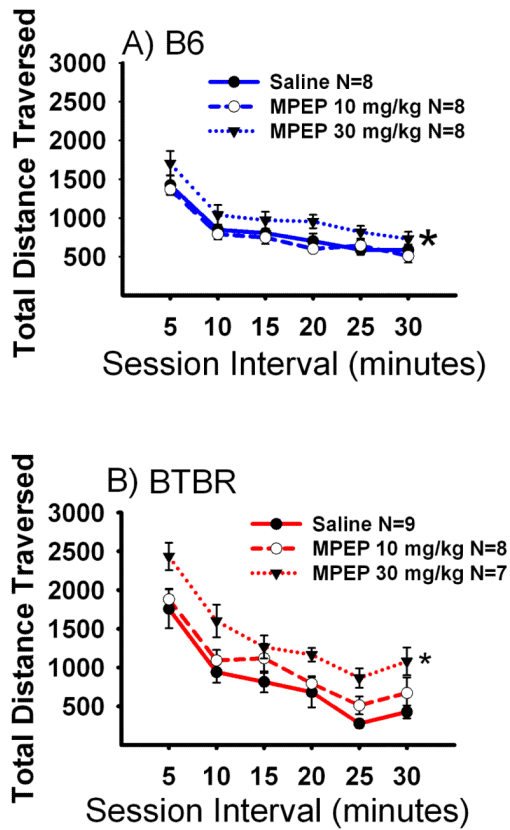 A) B6
Total Distance Traversed
3000
2500
2000
1500
1000
500
Saline N=8
MPEP 10 mg/kg N=8
MPEP 30 mg/kg N=8
*
5 10 15 20 25 30
Session Interval (minutes)
B) BTBR
Total Distance Traversed
3000
2500
2000
1500
1000
500
Saline N=9
MPEP 10 mg/kg N=8
MPEP 30 mg/kg N=7
*
5 10 15 20 25 30
Session Interval (minutes)